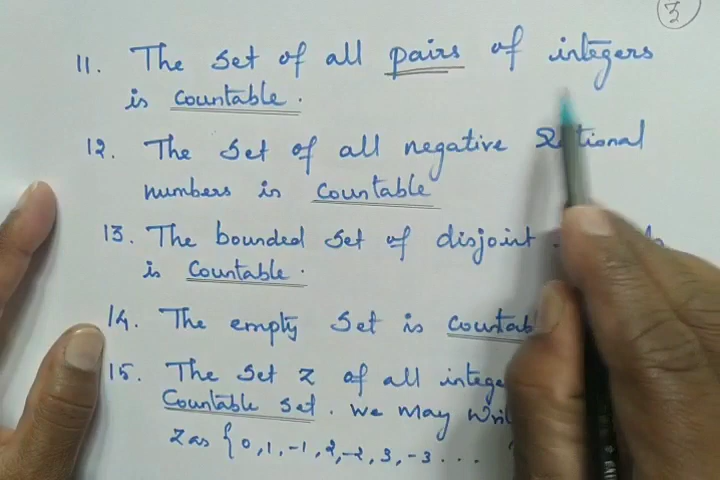 3
11. The set of all pairs of integers
is countable.
12. The set of all negative Rational
numbers is countable
13. The bounded set of disjoint
is countable.
14. The empty set is
15. The set Z of all
countable set. We may
Z as {0, 1, -1, 2, -2, 3, -3 ...